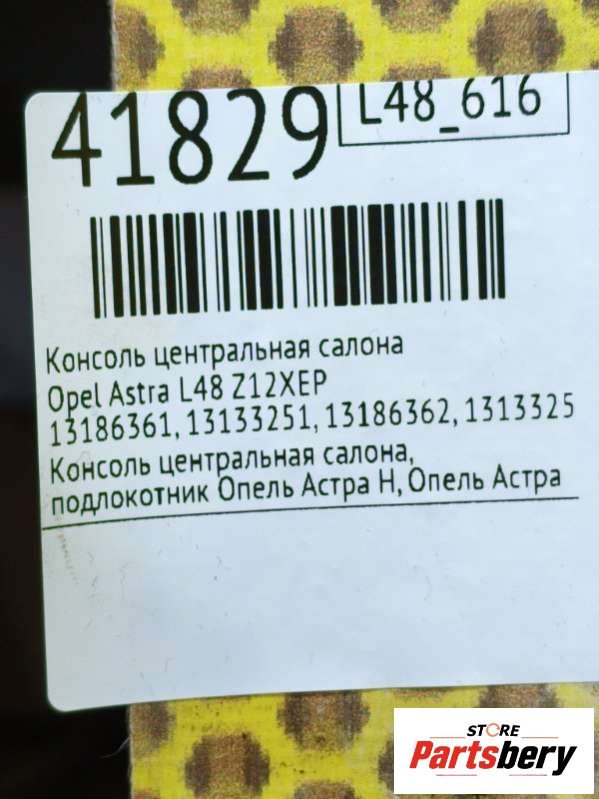 41829
L48_616
Консоль центральная салона
Opel Astra L48 Z12XEP
13186361, 13133251, 13186362, 1313325
Консоль центральная салона,
подлокотник Опель Астра Н, Опель Астра
STORE
Partsbery